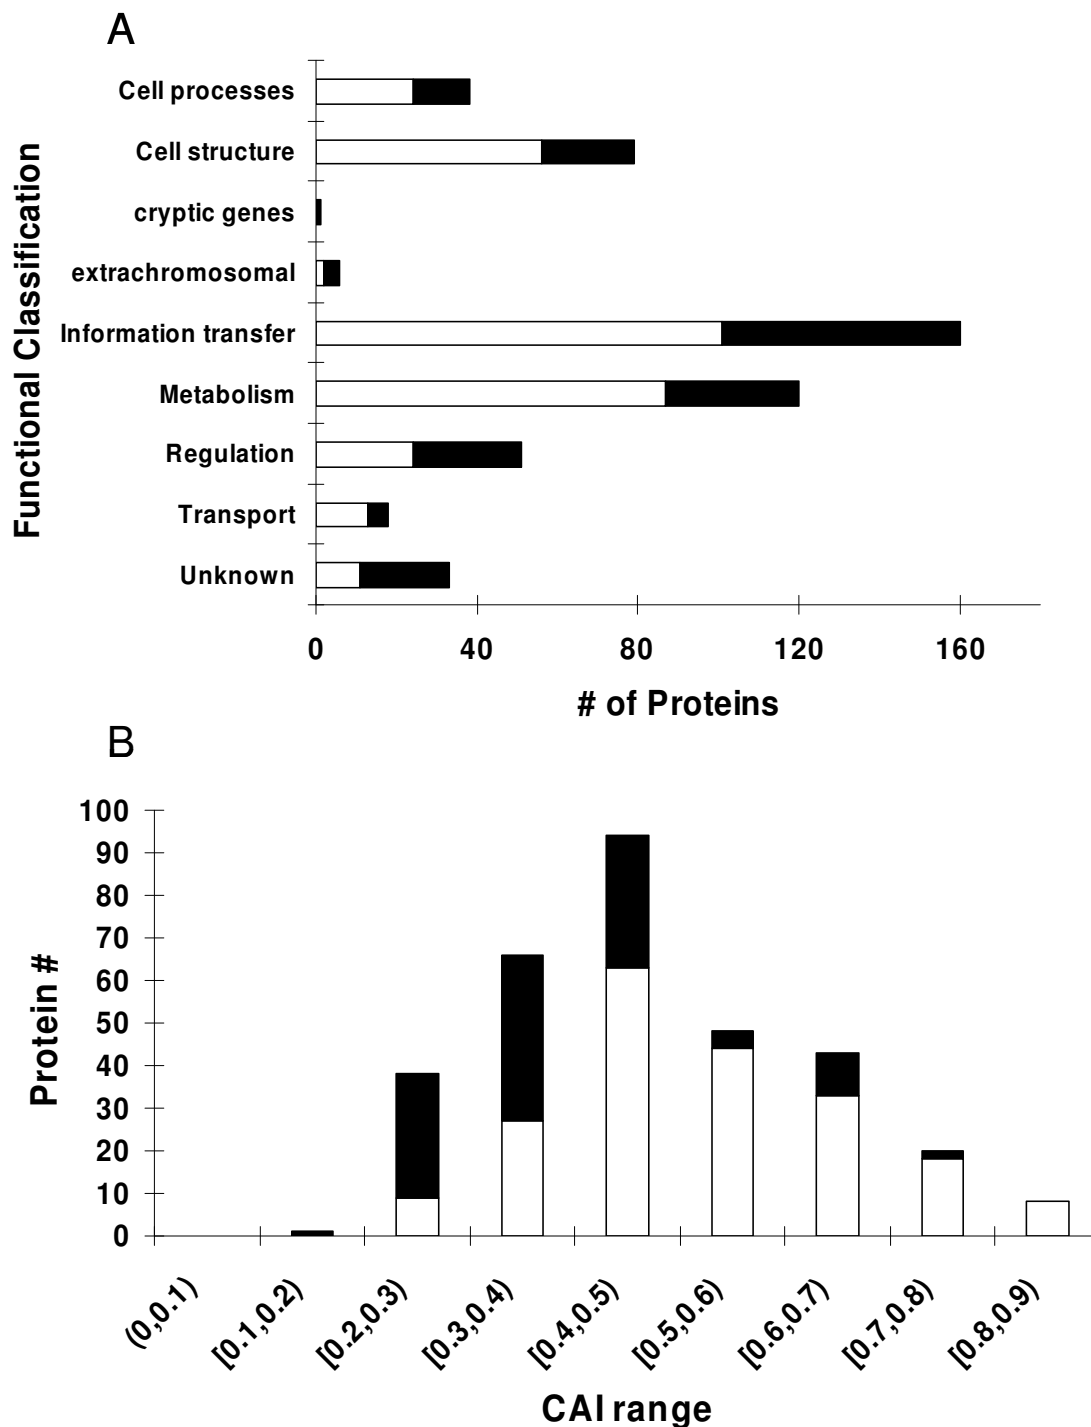 A
Functional Classification
Cell processes
Cell structure
cryptic genes
extrachromosomal
Information transfer
Metabolism
Regulation
Transport
Unknown
0 40 80 120 160
# of Proteins
B
Protein #
100
90
80
70
60
50
40
30
20
10
0
(0,0.1) [0.1,0.2) [0.2,0.3) [0.3,0.4) [0.4,0.5) [0.5,0.6) [0.6,0.7) [0.7,0.8) [0.8,0.9)
CAI range